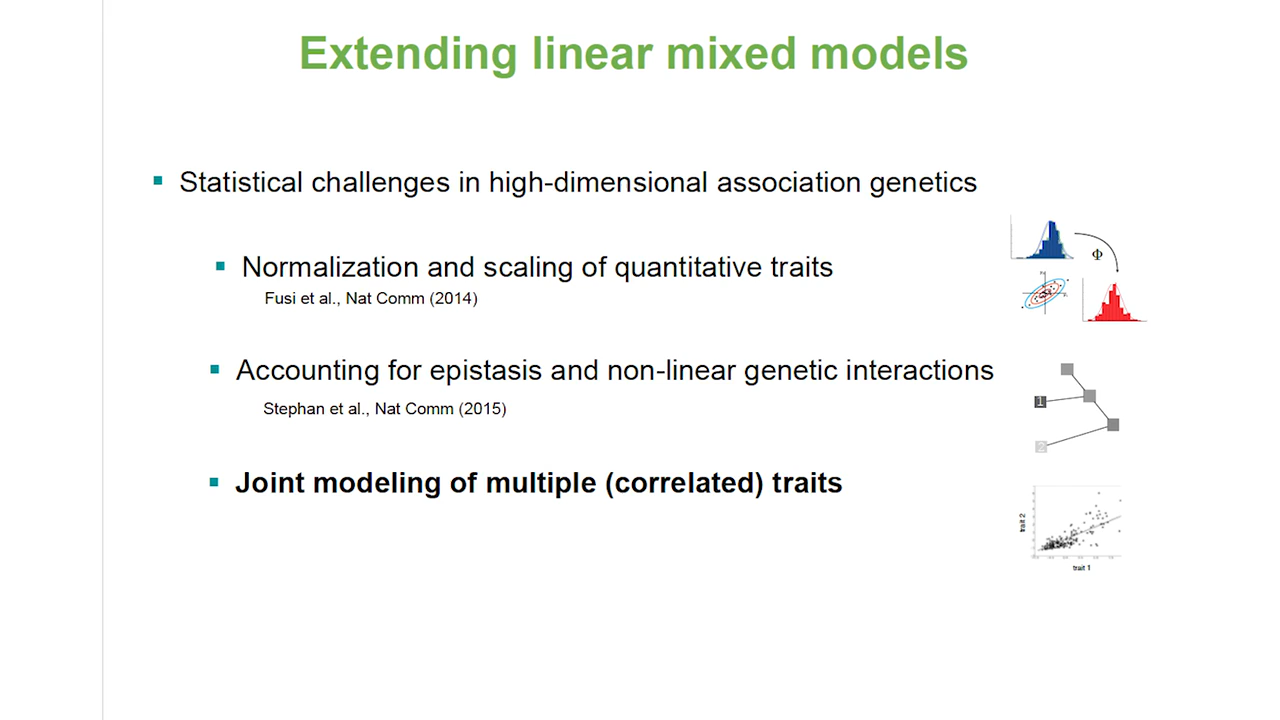 Extending linear mixed models
Statistical challenges in high-dimensional association genetics
Normalization and scaling of quantitative traits
Fusi et al., Nat Comm (2014)
Φ
Accounting for epistasis and non-linear genetic interactions
Stephan et al., Nat Comm (2015)
1
2
Joint modeling of multiple (correlated) traits
trait 2
trait 1